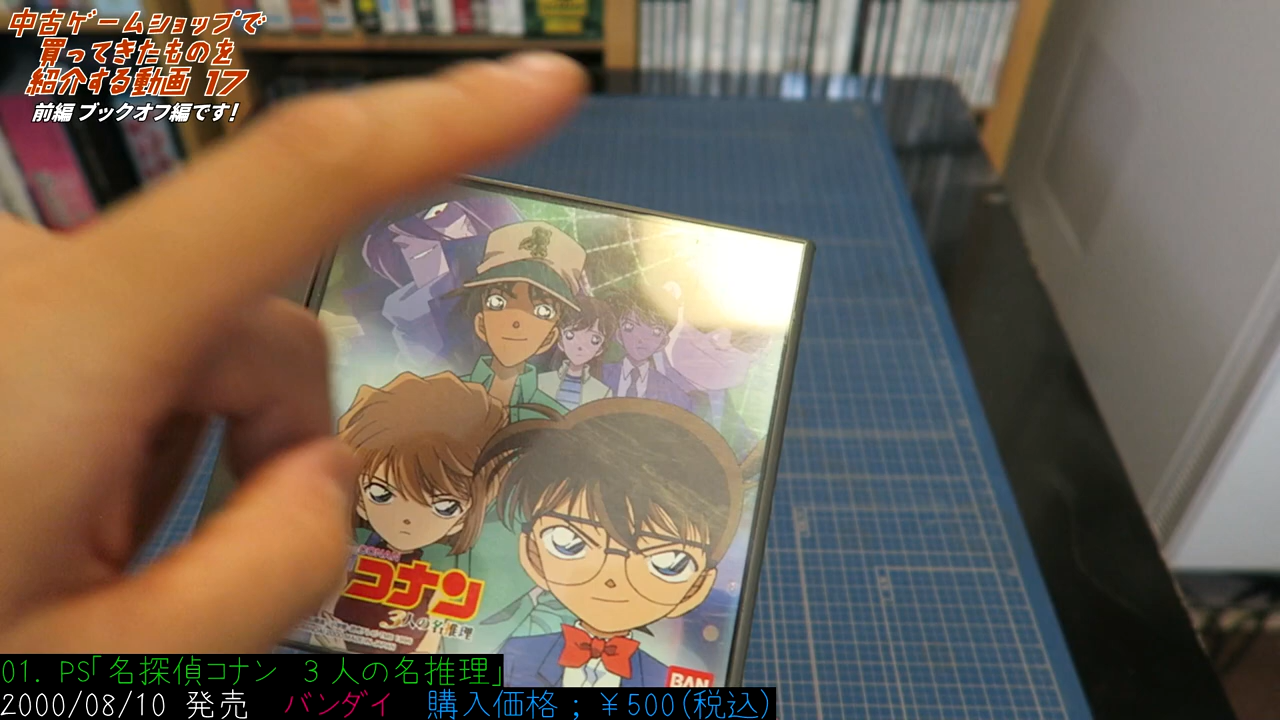 中古ゲームショップで
買ってきたものを
紹介する動画 17
前編 ブックオフ編です!
コナン
3人の名推理
BAN
01. PS「名探偵コナン 3人の名推理」
2000/08/10 発売 バンダイ 購入価格;￥500(税込)